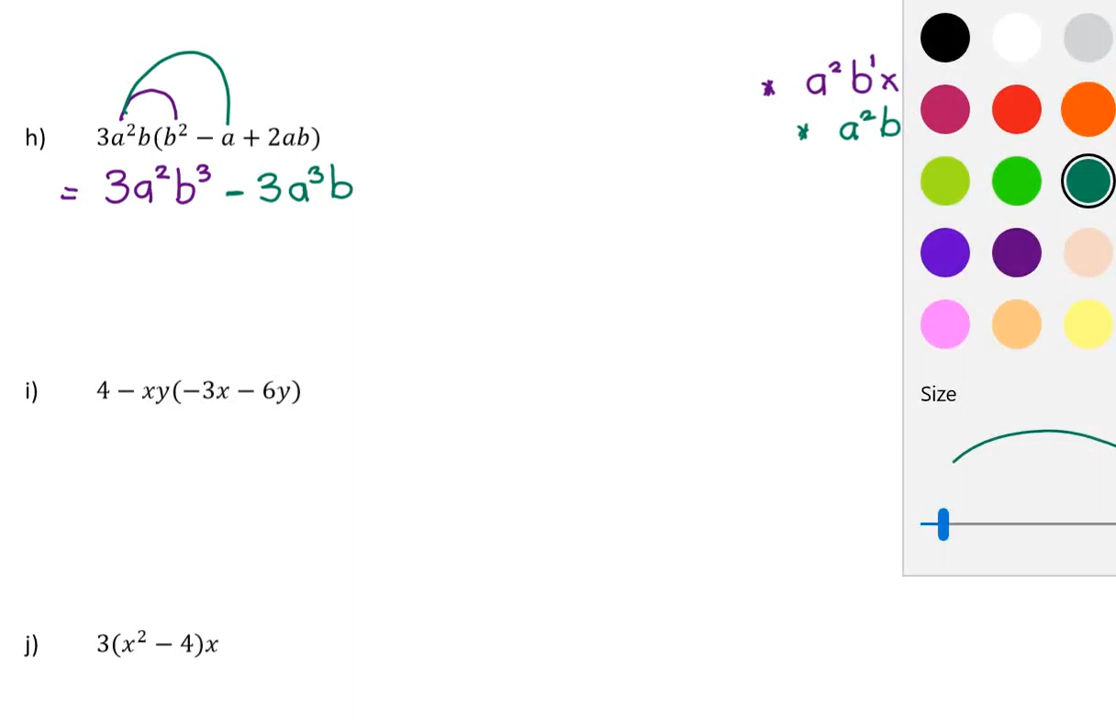 * a²b¹x
* a²b
h) 3a²b(b² − a + 2ab)
= 3a²b³ - 3a³b
i) 4 − xy(−3x − 6y)
Size
j) 3(x² − 4)x